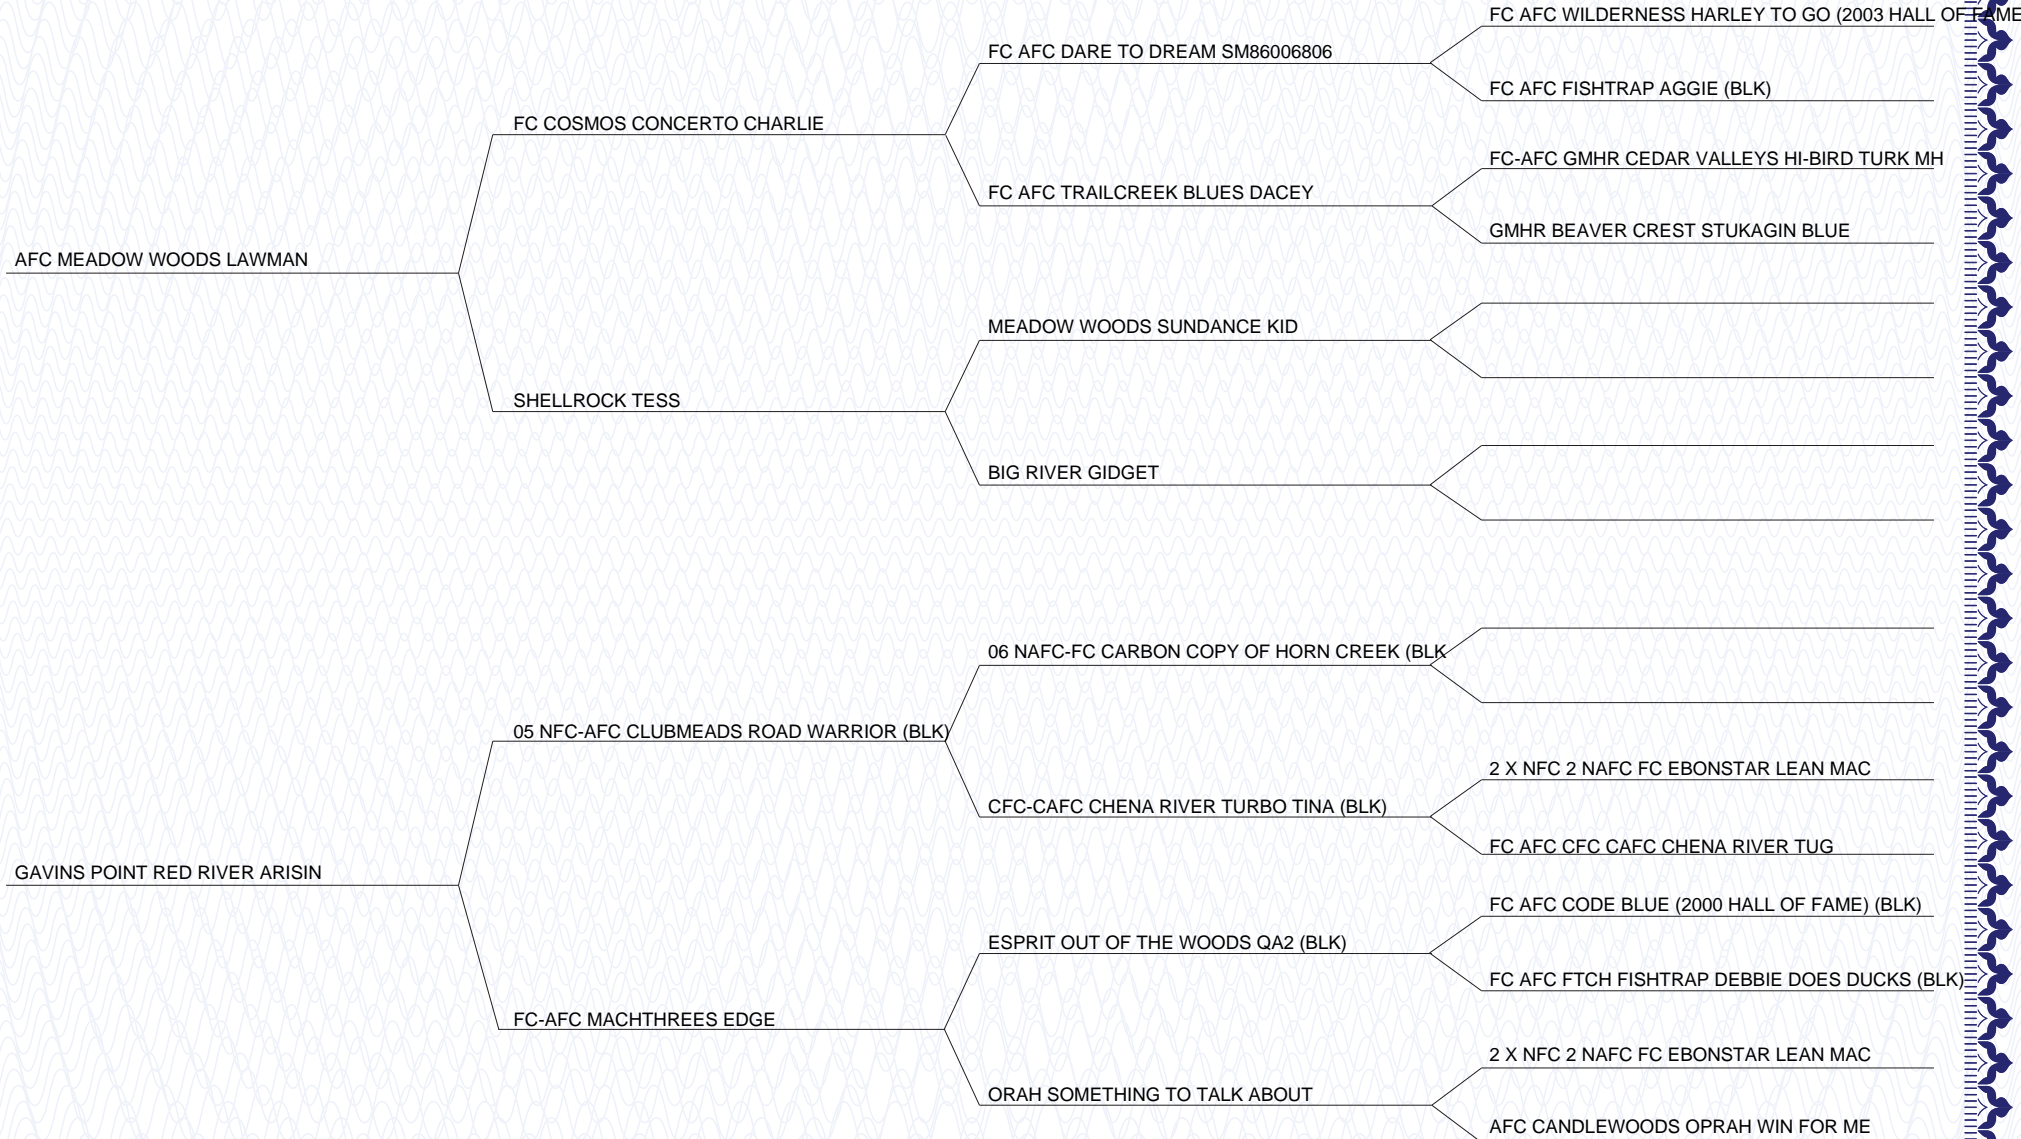 FC AFC WILDERNESS HARLEY TO GO (2003 HALL OF FAME
FC AFC DARE TO DREAM SM86006806
FC AFC FISHTRAP AGGIE (BLK)
FC COSMOS CONCERTO CHARLIE
FC-AFC GMHR CEDAR VALLEYS HI-BIRD TURK MH
FC AFC TRAILCREEK BLUES DACEY
GMHR BEAVER CREST STUKAGIN BLUE
AFC MEADOW WOODS LAWMAN
MEADOW WOODS SUNDANCE KID
SHELLROCK TESS
BIG RIVER GIDGET
06 NAFC-FC CARBON COPY OF HORN CREEK (BLK
05 NFC-AFC CLUBMEADS ROAD WARRIOR (BLK)
2 X NFC 2 NAFC FC EBONSTAR LEAN MAC
CFC-CAFC CHENA RIVER TURBO TINA (BLK)
FC AFC CFC CAFC CHENA RIVER TUG
GAVINS POINT RED RIVER ARISIN
FC AFC CODE BLUE (2000 HALL OF FAME) (BLK)
ESPRIT OUT OF THE WOODS QA2 (BLK)
FC AFC FTCH FISHTRAP DEBBIE DOES DUCKS (BLK)
FC-AFC MACHTHREES EDGE
2 X NFC 2 NAFC FC EBONSTAR LEAN MAC
ORAH SOMETHING TO TALK ABOUT
AFC CANDLEWOODS OPRAH WIN FOR ME